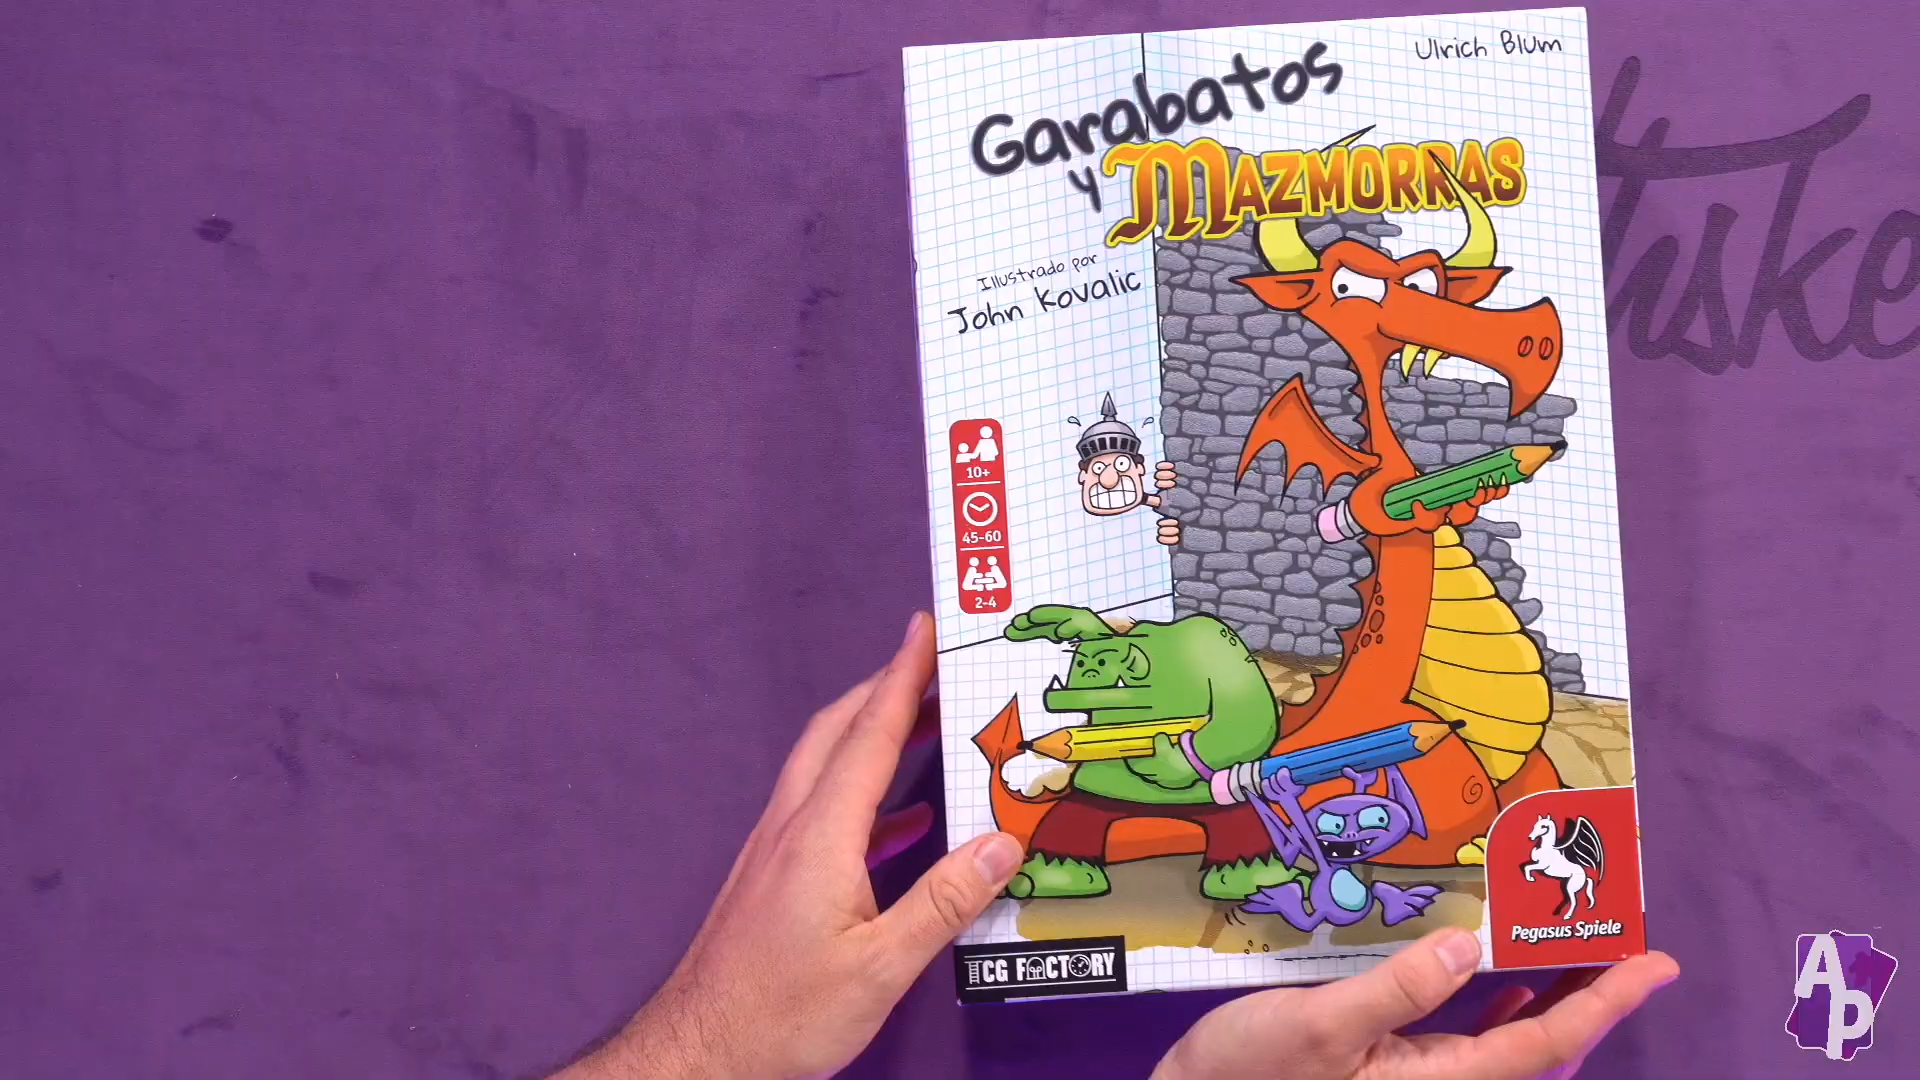 Ulrich Blum
Garabatos
y MAZMORRAS
Illustrado por
John Kovalic
10+
45-60
2-4
Pegasus Spiele
TCG FACTORY
AP